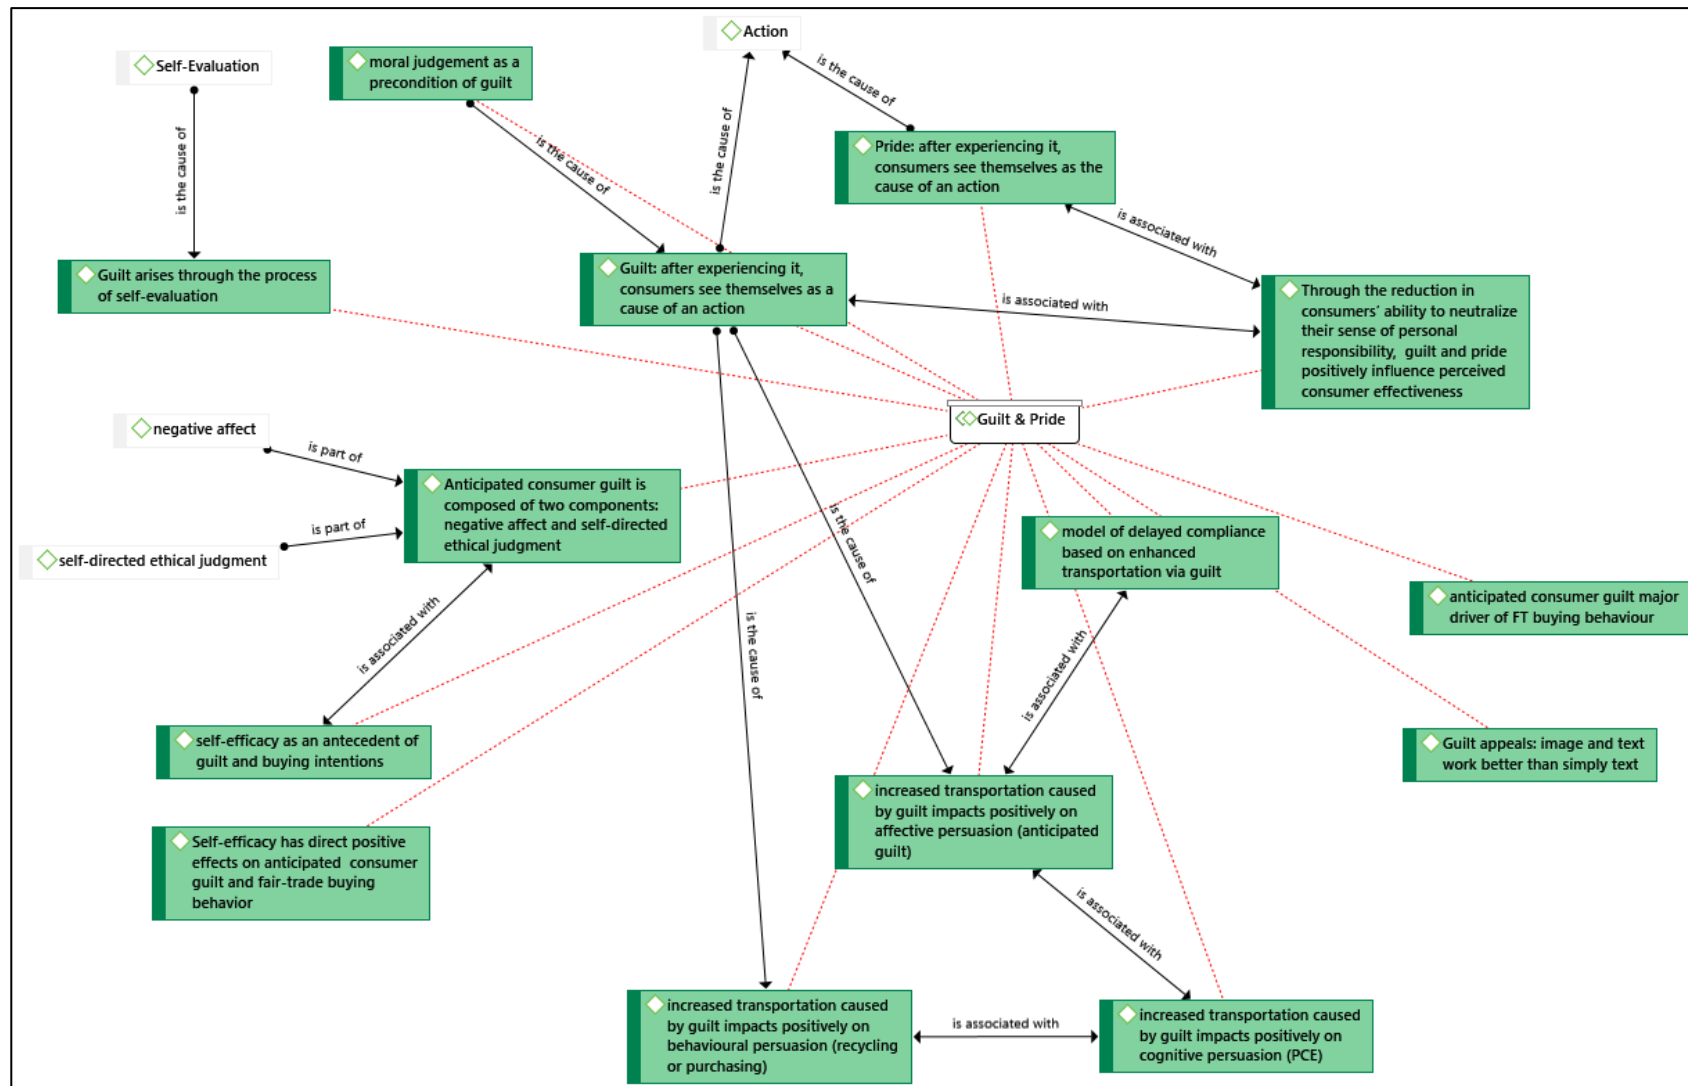 Action
Self-Evaluation
moral judgement as a
precondition of guilt
is the cause of
is the cause of
is the cause of
is the cause of
Pride: after experiencing it,
consumers see themselves as the
cause of an action
is associated with
Guilt arises through the process
of self-evaluation
Guilt: after experiencing it,
consumers see themselves as a
cause of an action
is associated with
Through the reduction in
consumers' ability to neutralize
their sense of personal
responsibility, guilt and pride
positively influence perceived
consumer effectiveness
Guilt & Pride
negative affect
is part of
Anticipated consumer guilt is
composed of two components:
negative affect and self-directed
ethical judgment
is part of
self-directed ethical judgment
is the cause of
model of delayed compliance
based on enhanced
transportation via guilt
anticipated consumer guilt major
driver of FT buying behaviour
is associated with
is the cause of
is associated with
self-efficacy as an antecedent of
guilt and buying intentions
Guilt appeals: image and text
work better than simply text
increased transportation caused
by guilt impacts positively on
affective persuasion (anticipated
guilt)
Self-efficacy has direct positive
effects on anticipated consumer
guilt and fair-trade buying
behavior
is associated with
increased transportation caused
by guilt impacts positively on
behavioural persuasion (recycling
or purchasing)
is associated with
increased transportation caused
by guilt impacts positively on
cognitive persuasion (PCE)